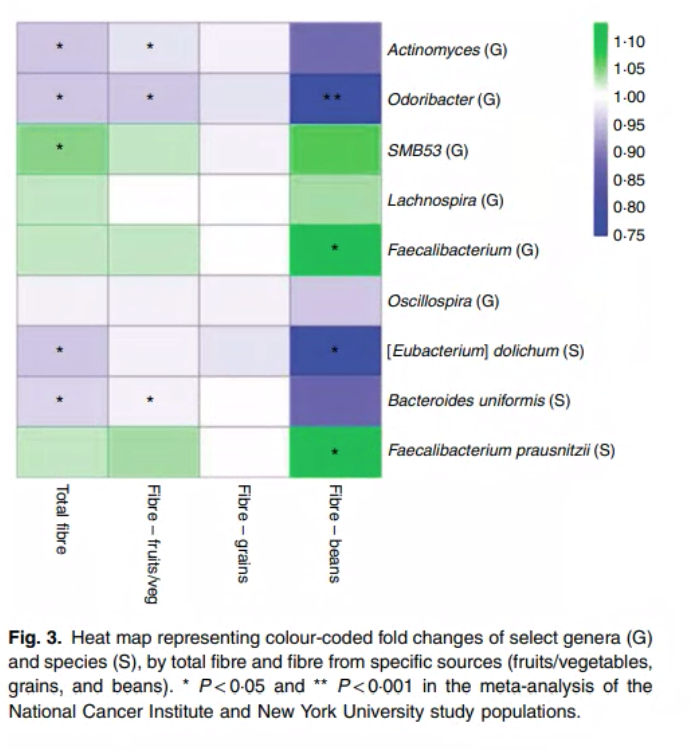 * * Actinomyces (G)
* * ** Odoribacter (G)
* SMB53 (G)
Lachnospira (G)
* Faecalibacterium (G)
Oscillospira (G)
* * [Eubacterium] dolichum (S)
* * Bacteroides uniformis (S)
* Faecalibacterium prausnitzii (S)
1·10
1·05
1·00
0·95
0·90
0·85
0·80
0·75
Total fibre
Fibre – fruits/veg
Fibre – grains
Fibre – beans
Fig. 3. Heat map representing colour-coded fold changes of select genera (G)
and species (S), by total fibre and fibre from specific sources (fruits/vegetables,
grains, and beans). * P<0·05 and ** P<0·001 in the meta-analysis of the
National Cancer Institute and New York University study populations.